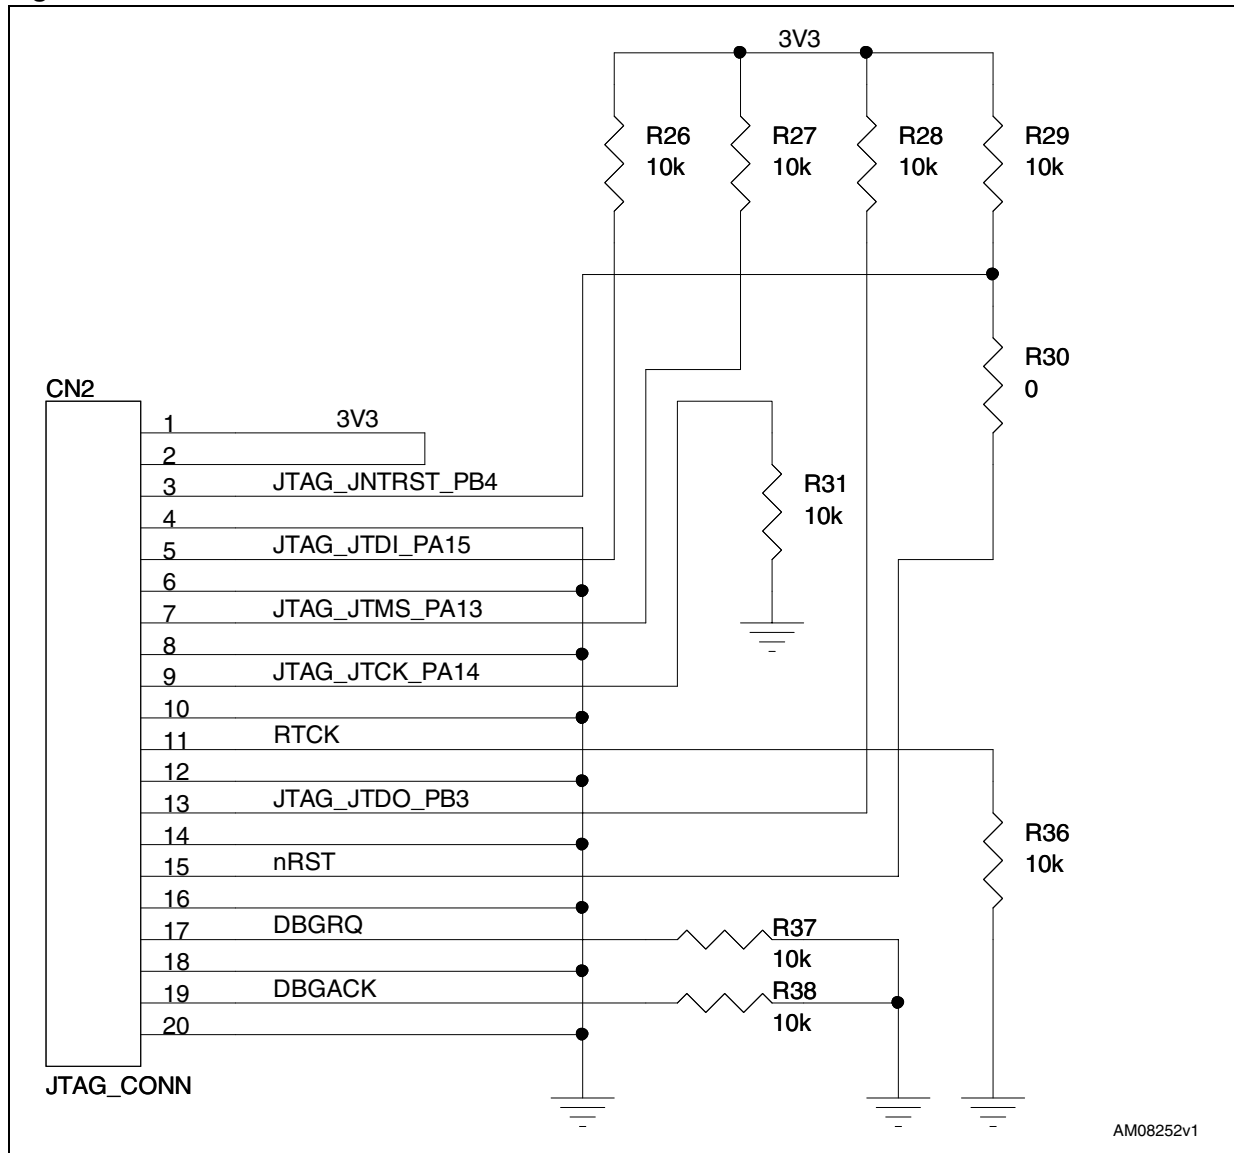 3V3
R26
10k
R27
10k
R28
10k
R29
10k
R30
0
CN2
1
3V3
2
3
JTAG_JNTRST_PB4
R31
10k
4
5
JTAG_JTDI_PA15
6
7
JTAG_JTMS_PA13
8
9
JTAG_JTCK_PA14
10
11
RTCK
12
13
JTAG_JTDO_PB3
14
15
nRST
R36
10k
16
17
DBGRQ
R37
10k
18
19
DBGACK
R38
10k
20
JTAG_CONN
AM08252v1